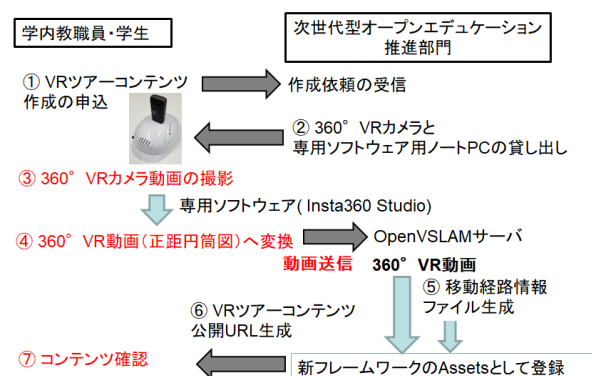 学内教職員・学生
次世代型オープンエデュケーション
推進部門
① VRツアーコンテンツ
作成の申込
作成依頼の受信
② 360°VRカメラと
専用ソフトウェア用ノートPCの貸し出し
③ 360°VRカメラ動画の撮影
専用ソフトウェア( Insta360 Studio)
④ 360°VR動画(正距円筒図)へ変換
OpenVSLAMサーバ
動画送信
360°VR動画
⑤ 移動経路情報
ファイル生成
⑥ VRツアーコンテンツ
公開URL生成
⑦ コンテンツ確認
新フレームワークのAssetsとして登録